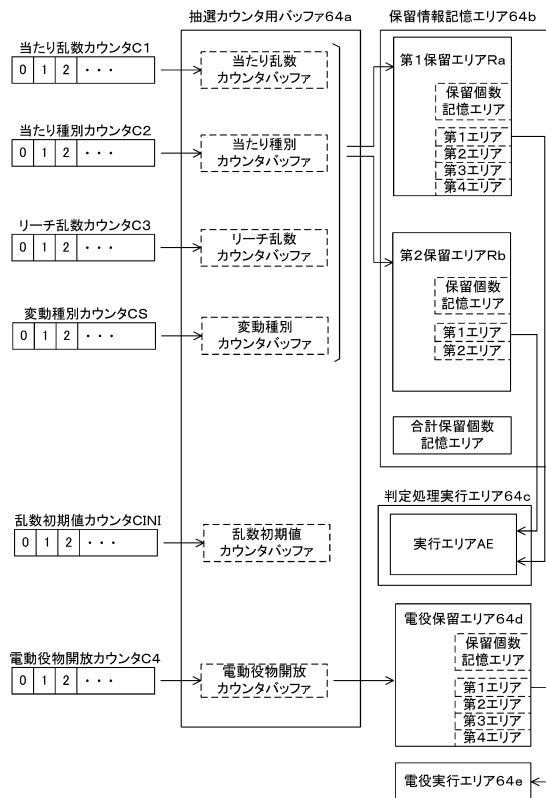 抽選カウンタ用バッファ64a
保留情報記憶エリア64b
当たり乱数カウンタC1
0 1 2 ・・・
当たり乱数
カウンタバッファ
当たり種別カウンタC2
0 1 2 ・・・
当たり種別
カウンタバッファ
リーチ乱数カウンタC3
0 1 2 ・・・
リーチ乱数
カウンタバッファ
変動種別カウンタCS
0 1 2 ・・・
変動種別
カウンタバッファ
第1保留エリアRa
保留個数
記憶エリア
第1エリア
第2エリア
第3エリア
第4エリア
第2保留エリアRb
保留個数
記憶エリア
第1エリア
第2エリア
合計保留個数
記憶エリア
判定処理実行エリア64c
実行エリアAE
乱数初期値カウンタCINI
0 1 2 ・・・
乱数初期値
カウンタバッファ
電動役物開放カウンタC4
0 1 2 ・・・
電動役物開放
カウンタバッファ
電役保留エリア64d
保留個数
記憶エリア
第1エリア
第2エリア
第3エリア
第4エリア
電役実行エリア64e